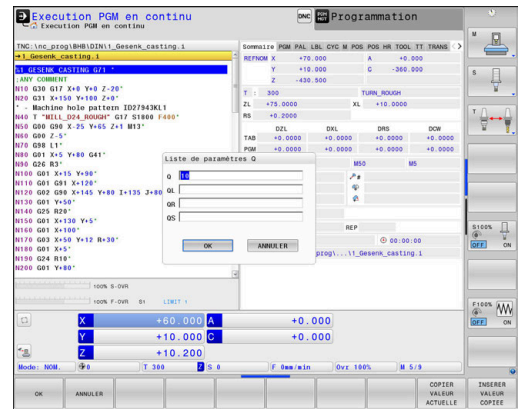 Execution PGM en continu
Execution PGM en continu
DNC
Programmation
TNC:\nc_prog\BHB\DIN\1_Gesenk_casting.i
→1_Gesenk_casting.i
%1_GESENK_CASTING G71 *
;ANY COMMENT
N10 G30 G17 X+0 Y+0 Z-20*
N20 G31 X+150 Y+100 Z+0*
* - Machine hole pattern ID27943KL1
N40 T "MILL_D24_ROUGH" G17 S1800 F400*
N50 G00 G90 X-25 Y+65 Z+1 M13*
N60 G00 Z-5*
N70 G98 L1*
N80 G01 X+5 Y+80 G41*
N90 G26 R3*
N100 G01 X+15 Y+90*
N110 G01 G91 X+120*
N120 G02 G90 X+145 Y+80 I+135 J+80
N130 G01 Y+50*
N140 G25 R20*
N150 G01 X+130 Y+5*
N160 G01 X+100*
N170 G03 X+50 Y+12 R+30*
N180 G01 X+5*
N190 G24 R10*
N200 G01 Y+80*
Sommaire PGM PAL LBL CYC M POS POS HR TOOL TT TRANS
REFNOM X +70.000 A +0.000
Y +10.000 C -360.000
Z -430.500
T : 300 TURN_ROUGH
ZL +75.0000 XL +10.0000
RS +0.2000
DZL DXL DRS DCW
TAB +0.0000 +0.0000 +0.0000 +0.0000
PGM +0.0000 +0.0000 +0.0000 +0.0000
M50 M5
REP
00:00:00
prog\...\1_Gesenk_casting.i
Liste de paramètres Q
Q 10
QL
QR
QS
OK ANNULER
100% S-OVR
100% F-OVR S1 LIMIT 1
X +60.000 A +0.000
Y +10.000 C +0.000
Z +10.200
Mode: NOM. 0 T 300 Z S 0 F 0mm/min Ovr 100% M 5/9
M
S
T
S100%
OFF ON
F100%
OFF ON
OK
ANNULER
COPIER
VALEUR
ACTUELLE
INSERER
VALEUR
COPIEE